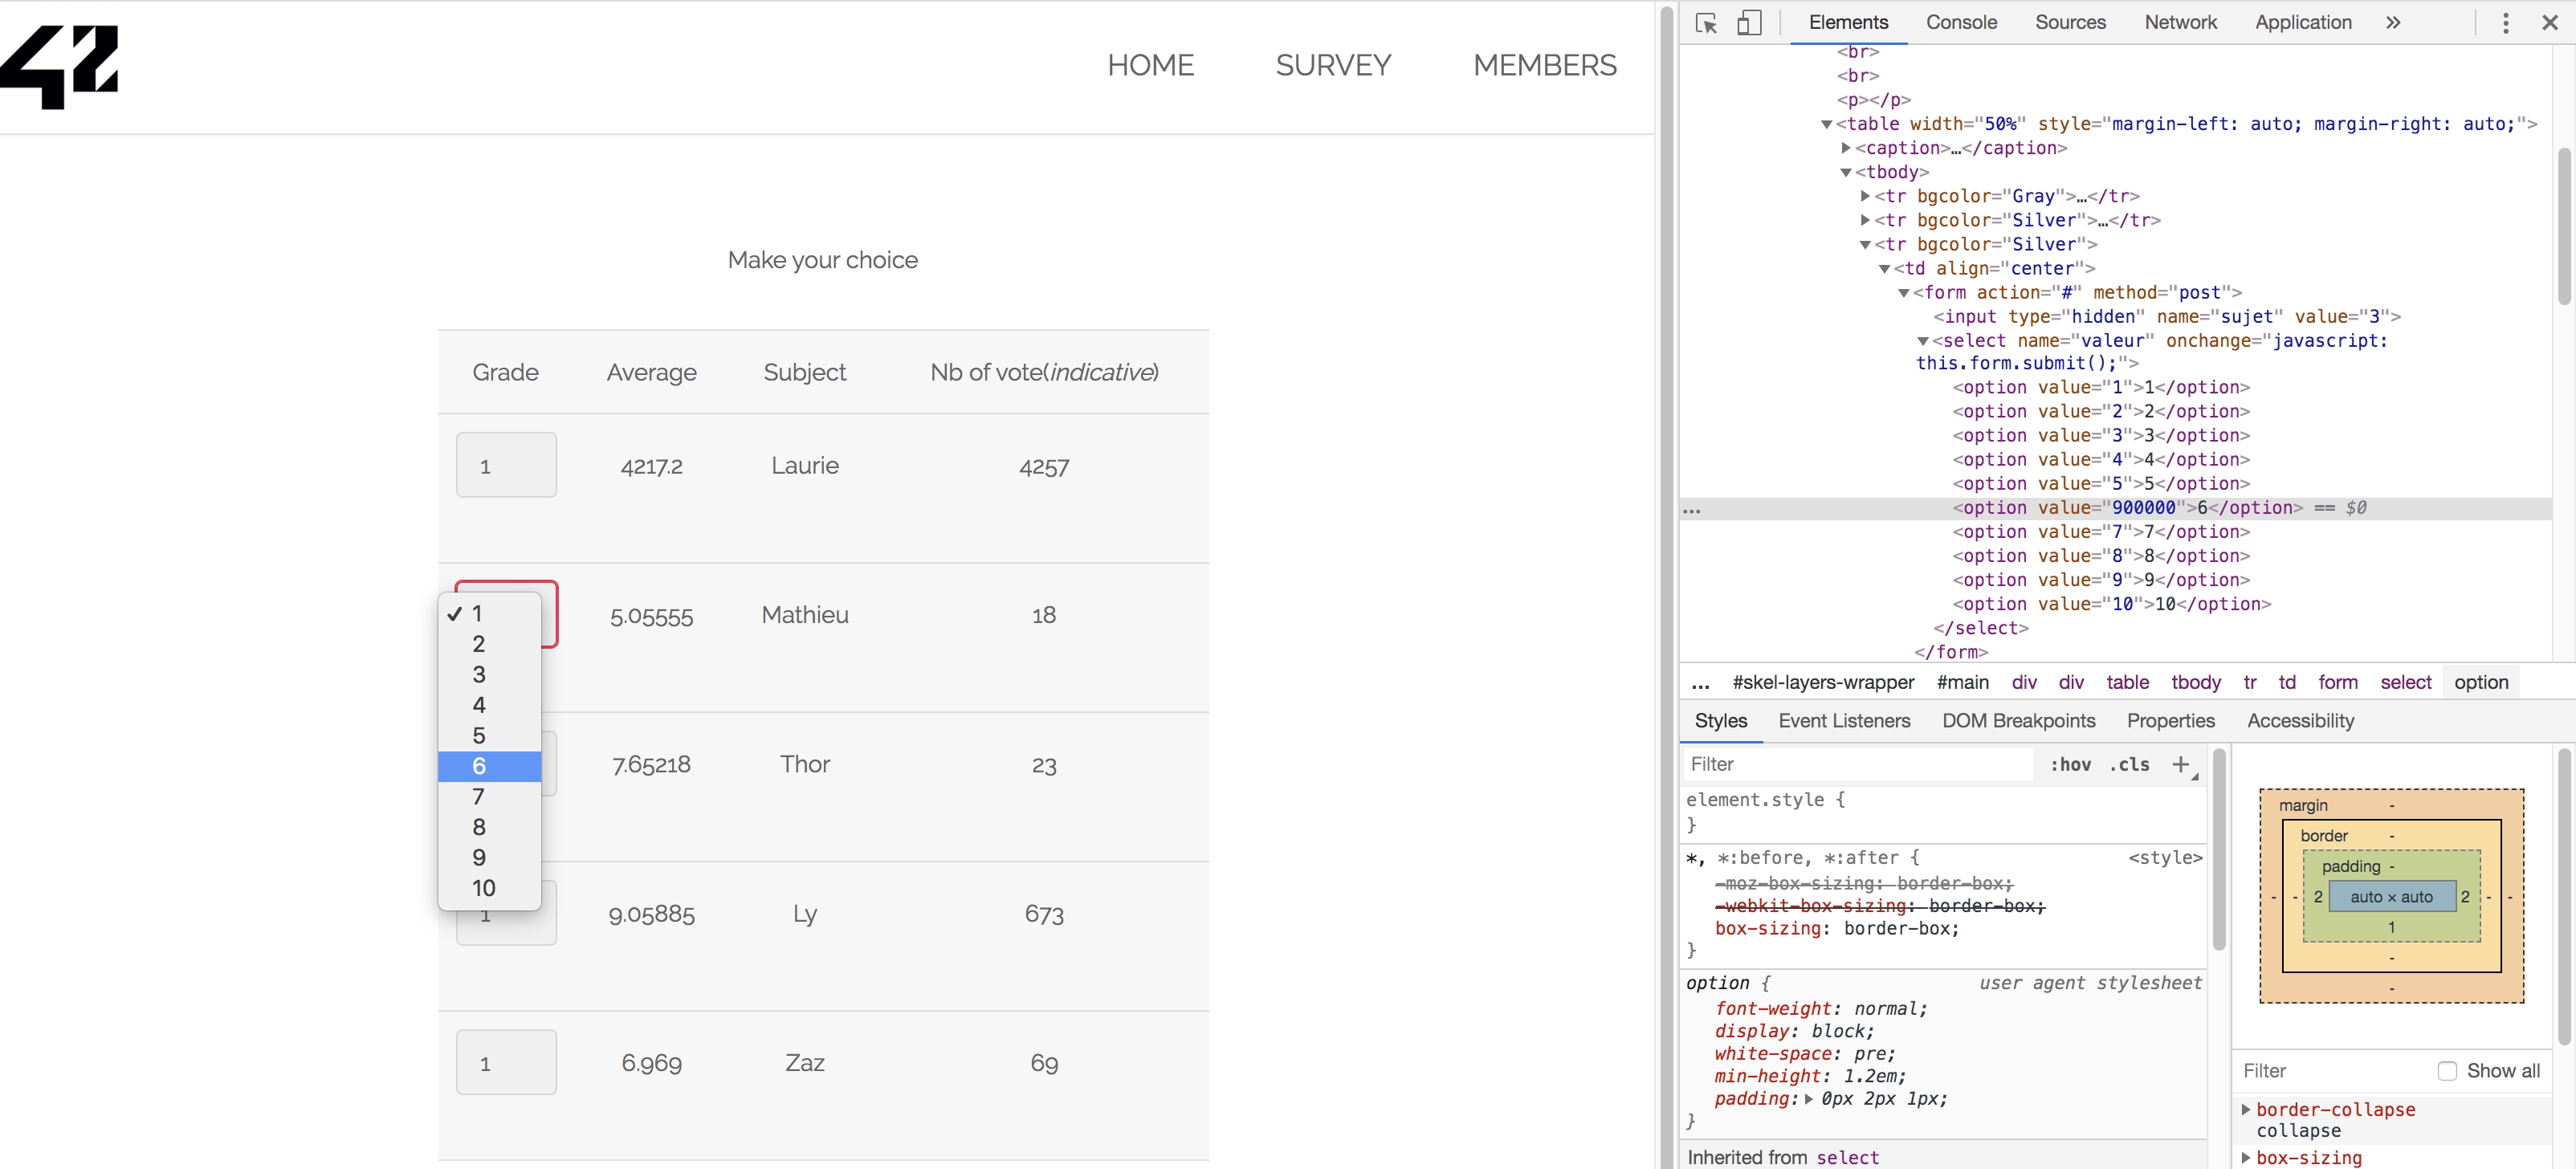 42
HOME SURVEY MEMBERS
Make your choice
Grade Average Subject Nb of vote(indicative)
1 4217.2 Laurie 4257
5.05555 Mathieu 18
✓ 1
2
3
4
5
6
7
8
9
10
7.65218 Thor 23
1 9.05885 Ly 673
1 6.969 Zaz 69
Elements Console Sources Network Application »
<br>
<br>
<p></p>
▼<table width="50%" style="margin-left: auto; margin-right: auto;">
▶<caption>…</caption>
▼<tbody>
▶<tr bgcolor="Gray">…</tr>
▶<tr bgcolor="Silver">…</tr>
▼<tr bgcolor="Silver">
▼<td align="center">
▼<form action="#" method="post">
<input type="hidden" name="sujet" value="3">
▼<select name="valeur" onchange="javascript:
this.form.submit();">
<option value="1">1</option>
<option value="2">2</option>
<option value="3">3</option>
<option value="4">4</option>
<option value="5">5</option>
... <option value="900000">6</option> == $0
<option value="7">7</option>
<option value="8">8</option>
<option value="9">9</option>
<option value="10">10</option>
</select>
</form>
... #skel-layers-wrapper #main div div table tbody tr td form select option
Styles Event Listeners DOM Breakpoints Properties Accessibility
Filter :hov .cls +
element.style {
}
*, *:before, *:after { <style>
-moz-box-sizing: border-box;
-webkit-box-sizing: border-box;
box-sizing: border-box;
}
option { user agent stylesheet
font-weight: normal;
display: block;
white-space: pre;
min-height: 1.2em;
padding:▶ 0px 2px 1px;
}
Inherited from select
margin -
border -
padding -
- - 2 auto × auto 2 - -
1
-
-
Filter Show all
▶ border-collapse
collapse
▶ box-sizing